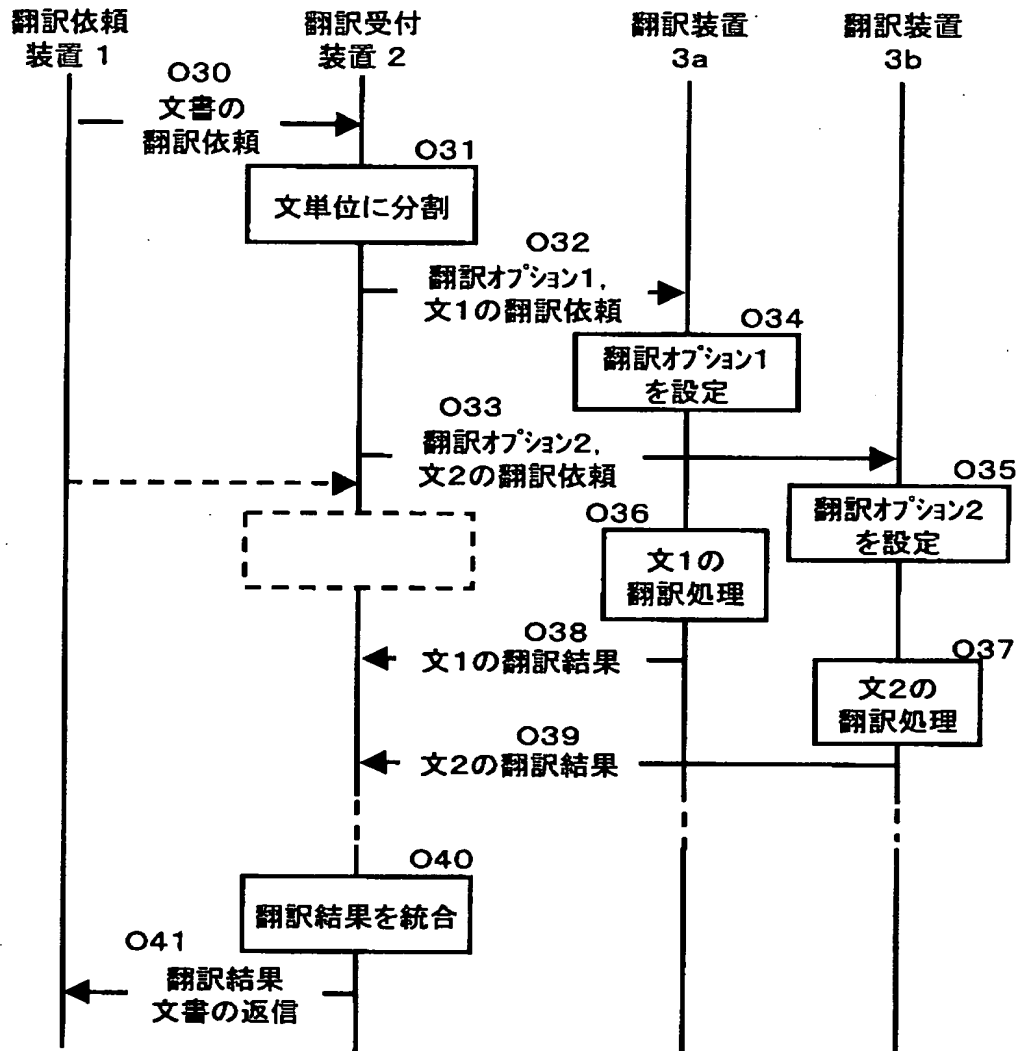 翻訳依頼
装置 1
翻訳受付
装置 2
翻訳装置
3a
翻訳装置
3b
O30
文書の
翻訳依頼
O31
文単位に分割
O32
翻訳オプション1,
文1の翻訳依頼
O34
翻訳オプション1
を設定
O33
翻訳オプション2,
文2の翻訳依頼
O35
翻訳オプション2
を設定
O36
文1の
翻訳処理
O38
文1の翻訳結果
O37
文2の
翻訳処理
O39
文2の翻訳結果
O40
翻訳結果を統合
O41
翻訳結果
文書の返信